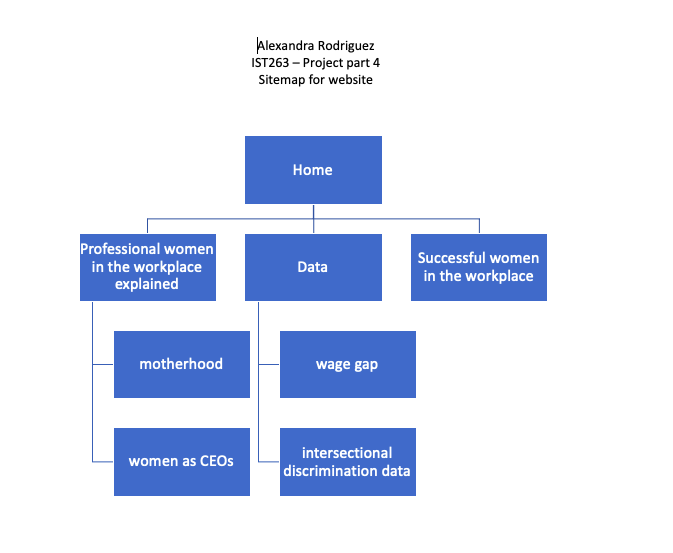 Alexandra Rodriguez
IST263 – Project part 4
Sitemap for website
Home
Professional women
in the workplace
explained
Data
Successful women
in the workplace
motherhood
wage gap
women as CEOs
intersectional
discrimination data